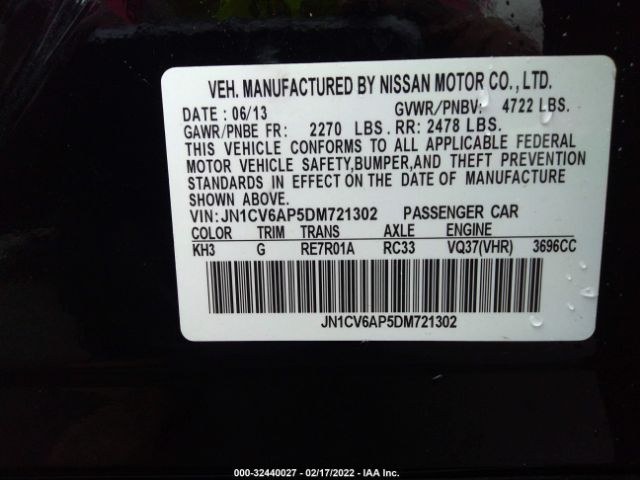 VEH. MANUFACTURED BY NISSAN MOTOR CO., LTD.
DATE : 06/13 GVWR/PNBV: 4722 LBS.
GAWR/PNBE FR: 2270 LBS. RR: 2478 LBS.
THIS VEHICLE CONFORMS TO ALL APPLICABLE FEDERAL
MOTOR VEHICLE SAFETY,BUMPER,AND THEFT PREVENTION
STANDARDS IN EFFECT ON THE DATE OF MANUFACTURE
SHOWN ABOVE.
VIN: JN1CV6AP5DM721302 PASSENGER CAR
COLOR TRIM TRANS AXLE ENGINE
KH3 G RE7R01A RC33 VQ37(VHR) 3696CC
JN1CV6AP5DM721302
000-32440027 - 02/17/2022 - IAA Inc.